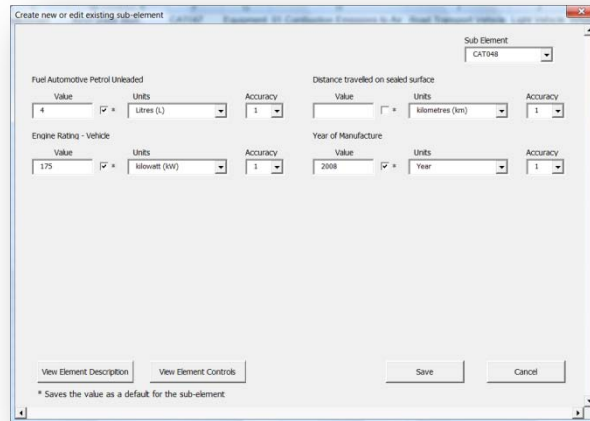 Create new or edit existing sub-element
Sub Element
CAT048
Fuel Automotive Petrol Unleaded
Distance travelled on sealed surface
Value Units Accuracy Value Units Accuracy
4 * Litres (L) 1 * kilometres (km) 1
Engine Rating - Vehicle
Year of Manufacture
Value Units Accuracy Value Units Accuracy
175 * kilowatt (kW) 1 2008 * Year 1
View Element Description View Element Controls Save Cancel
* Saves the value as a default for the sub-element